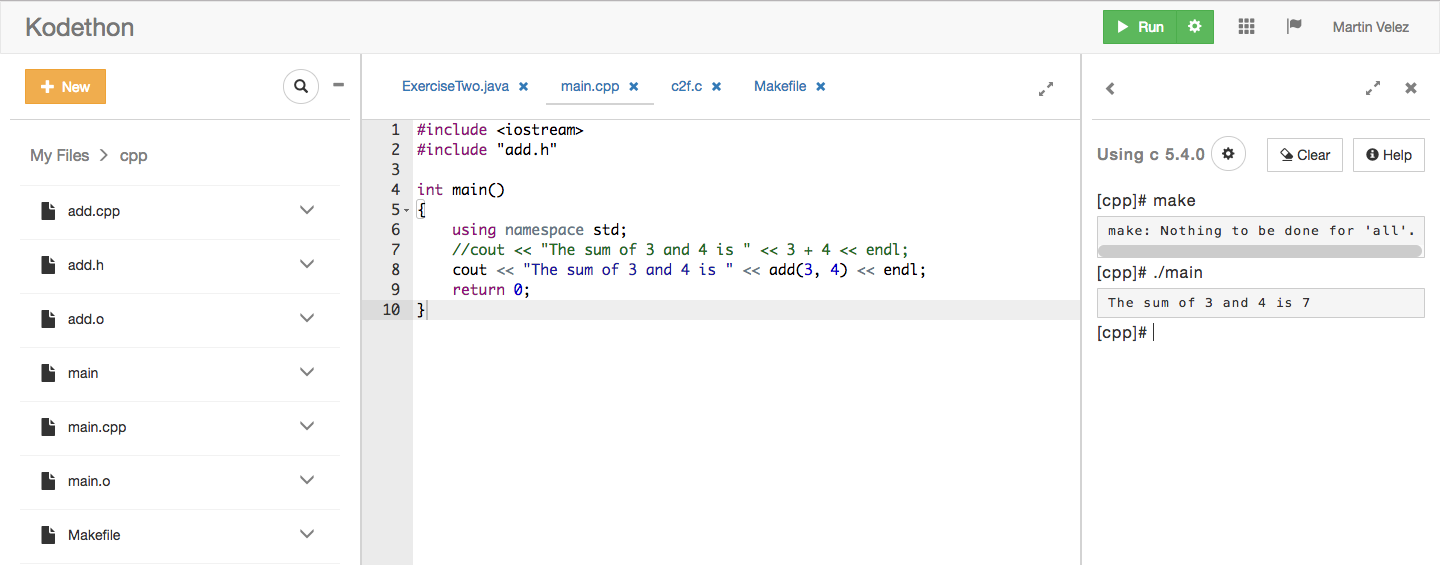 Kodethon
Run
Martin Velez
New
My Files > cpp
add.cpp
add.h
add.o
main
main.cpp
main.o
Makefile
ExerciseTwo.java main.cpp c2f.c Makefile
1 #include <iostream>
2 #include "add.h"
3
4 int main()
5 {
6 using namespace std;
7 //cout << "The sum of 3 and 4 is " << 3 + 4 << endl;
8 cout << "The sum of 3 and 4 is " << add(3, 4) << endl;
9 return 0;
10 }
Using c 5.4.0
Clear
Help
[cpp]# make
make: Nothing to be done for 'all'.
[cpp]# ./main
The sum of 3 and 4 is 7
[cpp]#